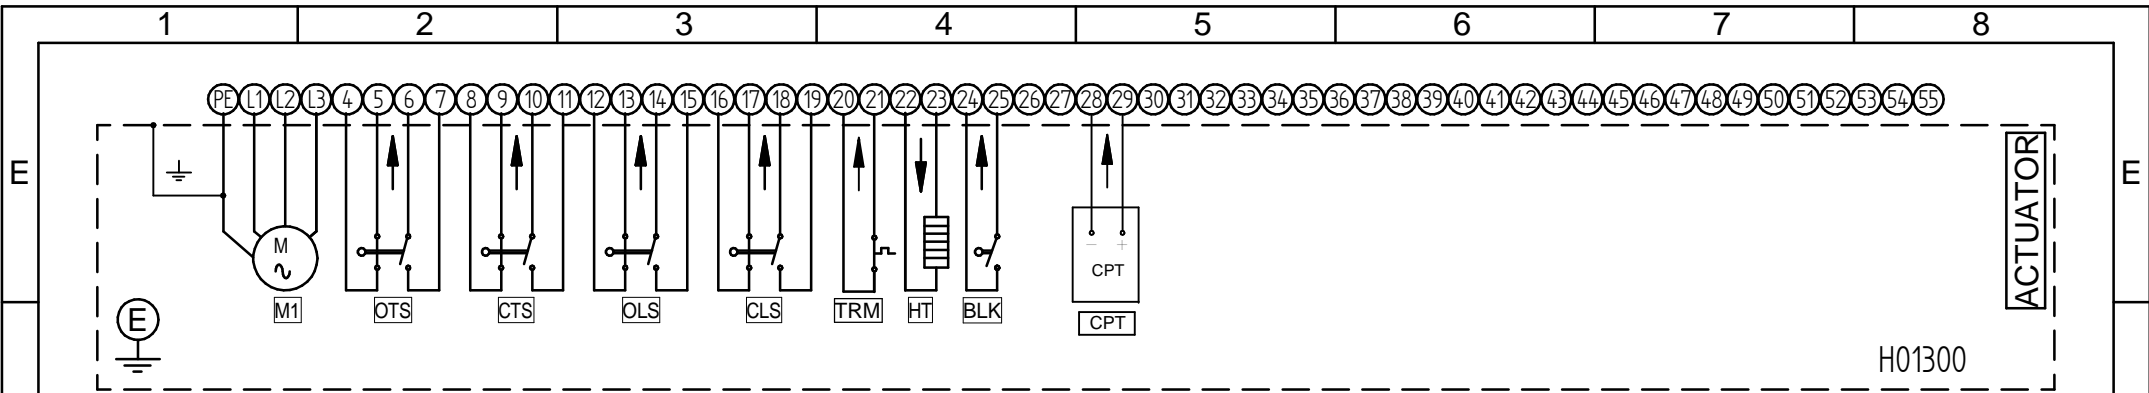 1 2 3 4 5 6 7 8
PE L1 L2 L3 4 5 6 7 8 9 10 11 12 13 14 15 16 17 18 19 20 21 22 23 24 25 26 27 28 29 30 31 32 33 34 35 36 37 38 39 40 41 42 43 44 45 46 47 48 49 50 51 52 53 54 55
E E
ACTUATOR
M
- +
CPT
M1 OTS CTS OLS CLS TRM HT BLK CPT
E
H01300